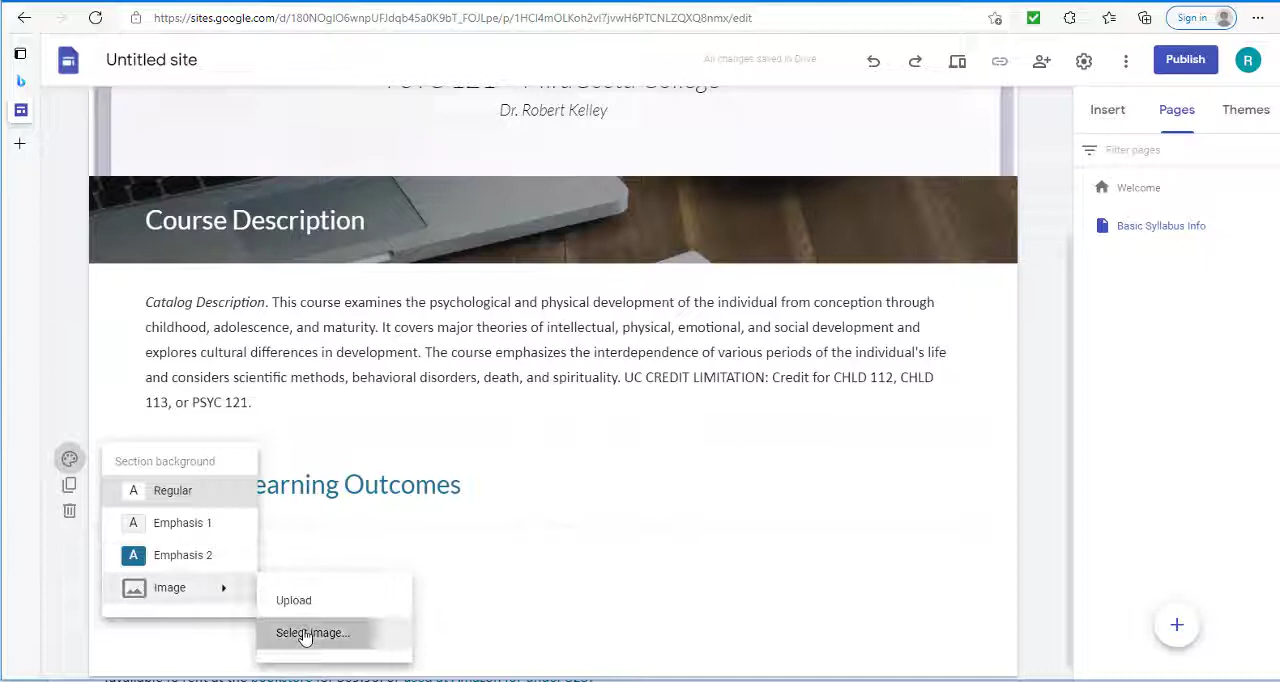 https://sites.google.com/d/180NOgIO6wnpUFJdqb45a0K9bT_FOJLpe/p/1HCl4mOLKoh2vl7jvwH6PTCNLZQXQ8nmx/edit
Sign in
Untitled site
All changes saved in Drive
Publish
R
Insert
Pages
Themes
Filter pages
Welcome
Basic Syllabus Info
Dr. Robert Kelley
Course Description
Catalog Description. This course examines the psychological and physical development of the individual from conception through
childhood, adolescence, and maturity. It covers major theories of intellectual, physical, emotional, and social development and
explores cultural differences in development. The course emphasizes the interdependence of various periods of the individual's life
and considers scientific methods, behavioral disorders, death, and spirituality. UC CREDIT LIMITATION: Credit for CHLD 112, CHLD
113, or PSYC 121.
Section background
A Regular
earning Outcomes
A Emphasis 1
A Emphasis 2
Image
Upload
Select image...